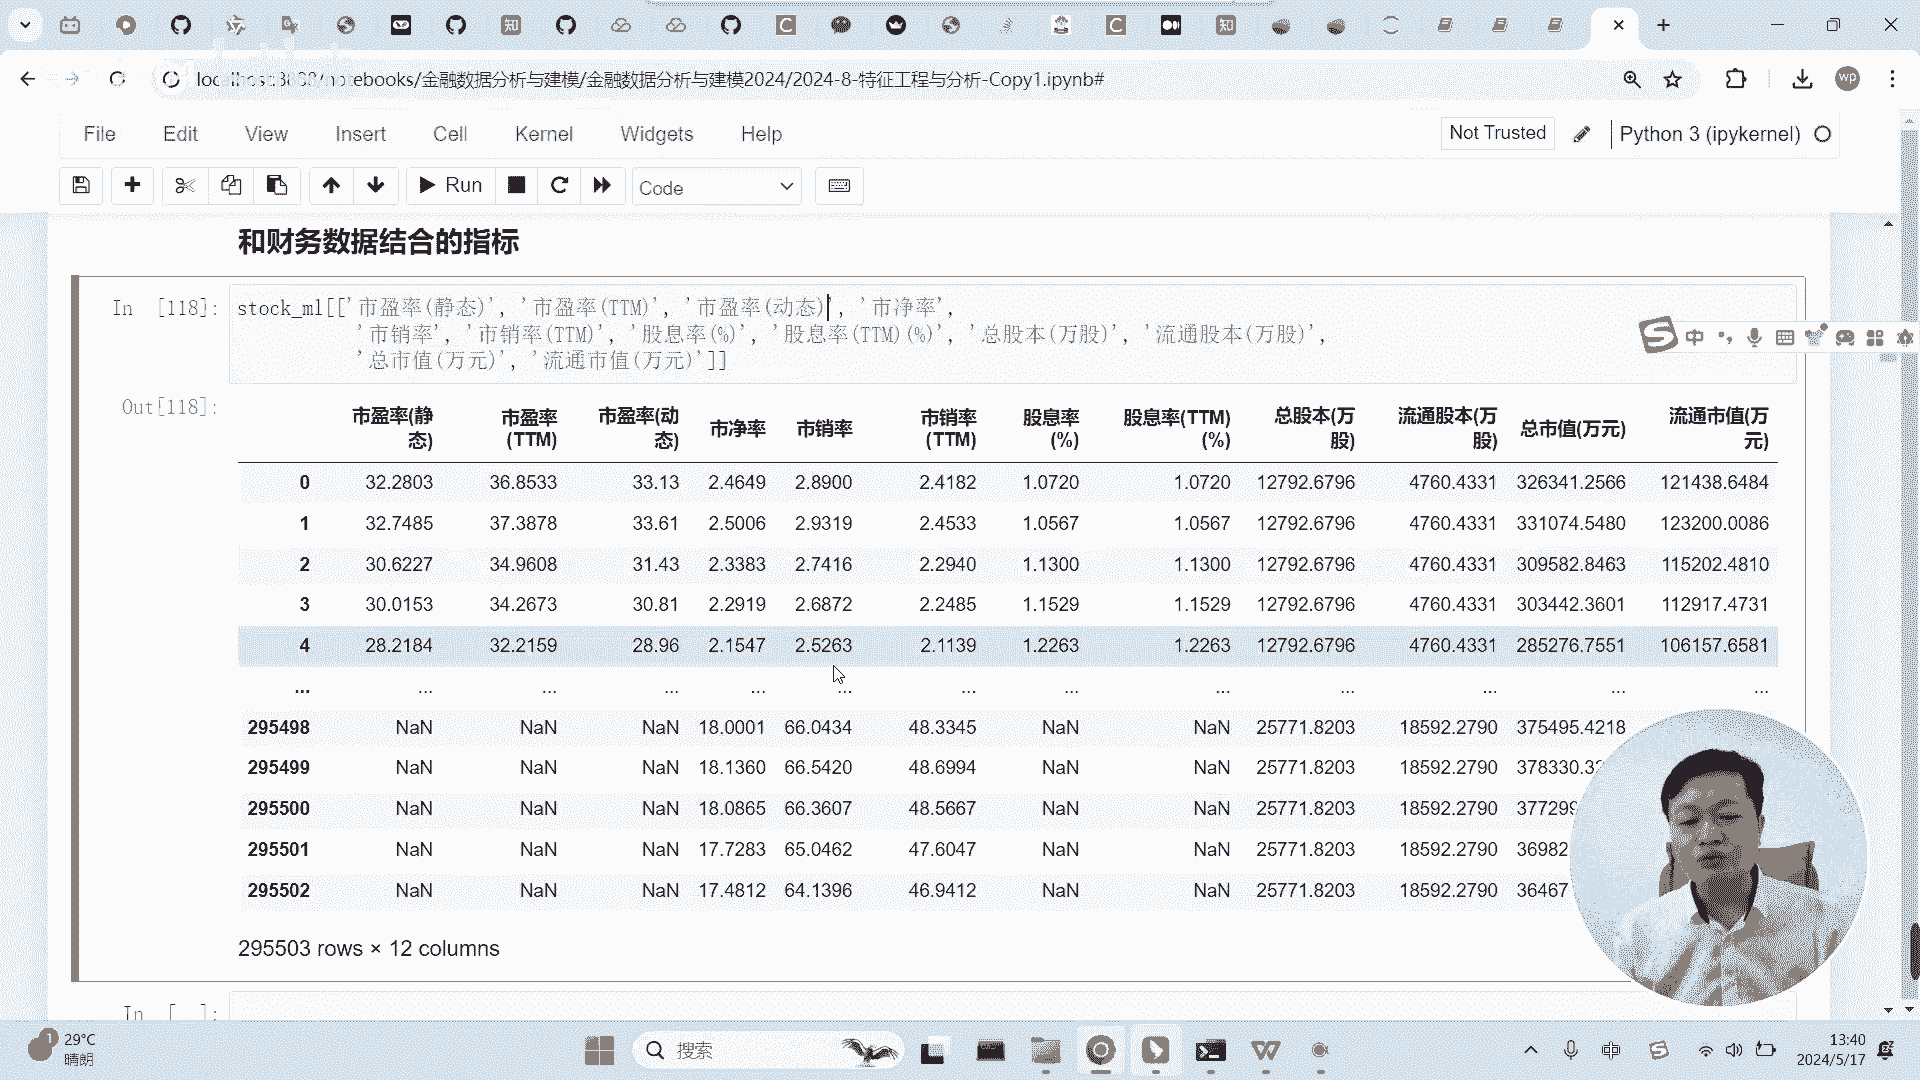 localhost:8888/notebooks/金融数据分析与建模/金融数据分析与建模2024/2024-8-特征工程与分析-Copy1.ipynb#
wp
File Edit View Insert Cell Kernel Widgets Help
Not Trusted
Python 3 (ipykernel)
Run
Code
和财务数据结合的指标
In [118]:
stock_ml[['市盈率(静态)', '市盈率(TTM)', '市盈率(动态)', '市净率',
'市销率', '市销率(TTM)', '股息率(%)', '股息率(TTM)(%)', '总股本(万股)', '流通股本(万股)',
'总市值(万元)', '流通市值(万元)']]
中
Out[118]:
市盈率(静态) 市盈率(TTM) 市盈率(动态) 市净率 市销率 市销率(TTM) 股息率(%) 股息率(TTM)(%) 总股本(万股) 流通股本(万股) 总市值(万元) 流通市值(万元)
0 32.2803 36.8533 33.13 2.4649 2.8900 2.4182 1.0720 1.0720 12792.6796 4760.4331 326341.2566 121438.6484
1 32.7485 37.3878 33.61 2.5006 2.9319 2.4533 1.0567 1.0567 12792.6796 4760.4331 331074.5480 123200.0086
2 30.6227 34.9608 31.43 2.3383 2.7416 2.2940 1.1300 1.1300 12792.6796 4760.4331 309582.8463 115202.4810
3 30.0153 34.2673 30.81 2.2919 2.6872 2.2485 1.1529 1.1529 12792.6796 4760.4331 303442.3601 112917.4731
4 28.2184 32.2159 28.96 2.1547 2.5263 2.1139 1.2263 1.2263 12792.6796 4760.4331 285276.7551 106157.6581
... ... ... ... ... ... ... ... ... ... ... ... ...
295498 NaN NaN NaN 18.0001 66.0434 48.3345 NaN NaN 25771.8203 18592.2790 375495.4218
295499 NaN NaN NaN 18.1360 66.5420 48.6994 NaN NaN 25771.8203 18592.2790
295500 NaN NaN NaN 18.0865 66.3607 48.5667 NaN NaN 25771.8203 18592.2790
295501 NaN NaN NaN 17.7283 65.0462 47.6047 NaN NaN 25771.8203 18592.2790
295502 NaN NaN NaN 17.4812 64.1396 46.9412 NaN NaN 25771.8203 18592.2790
295503 rows × 12 columns
In [ ]:
1
29°C
晴朗
搜索
中
13:40
2024/5/17